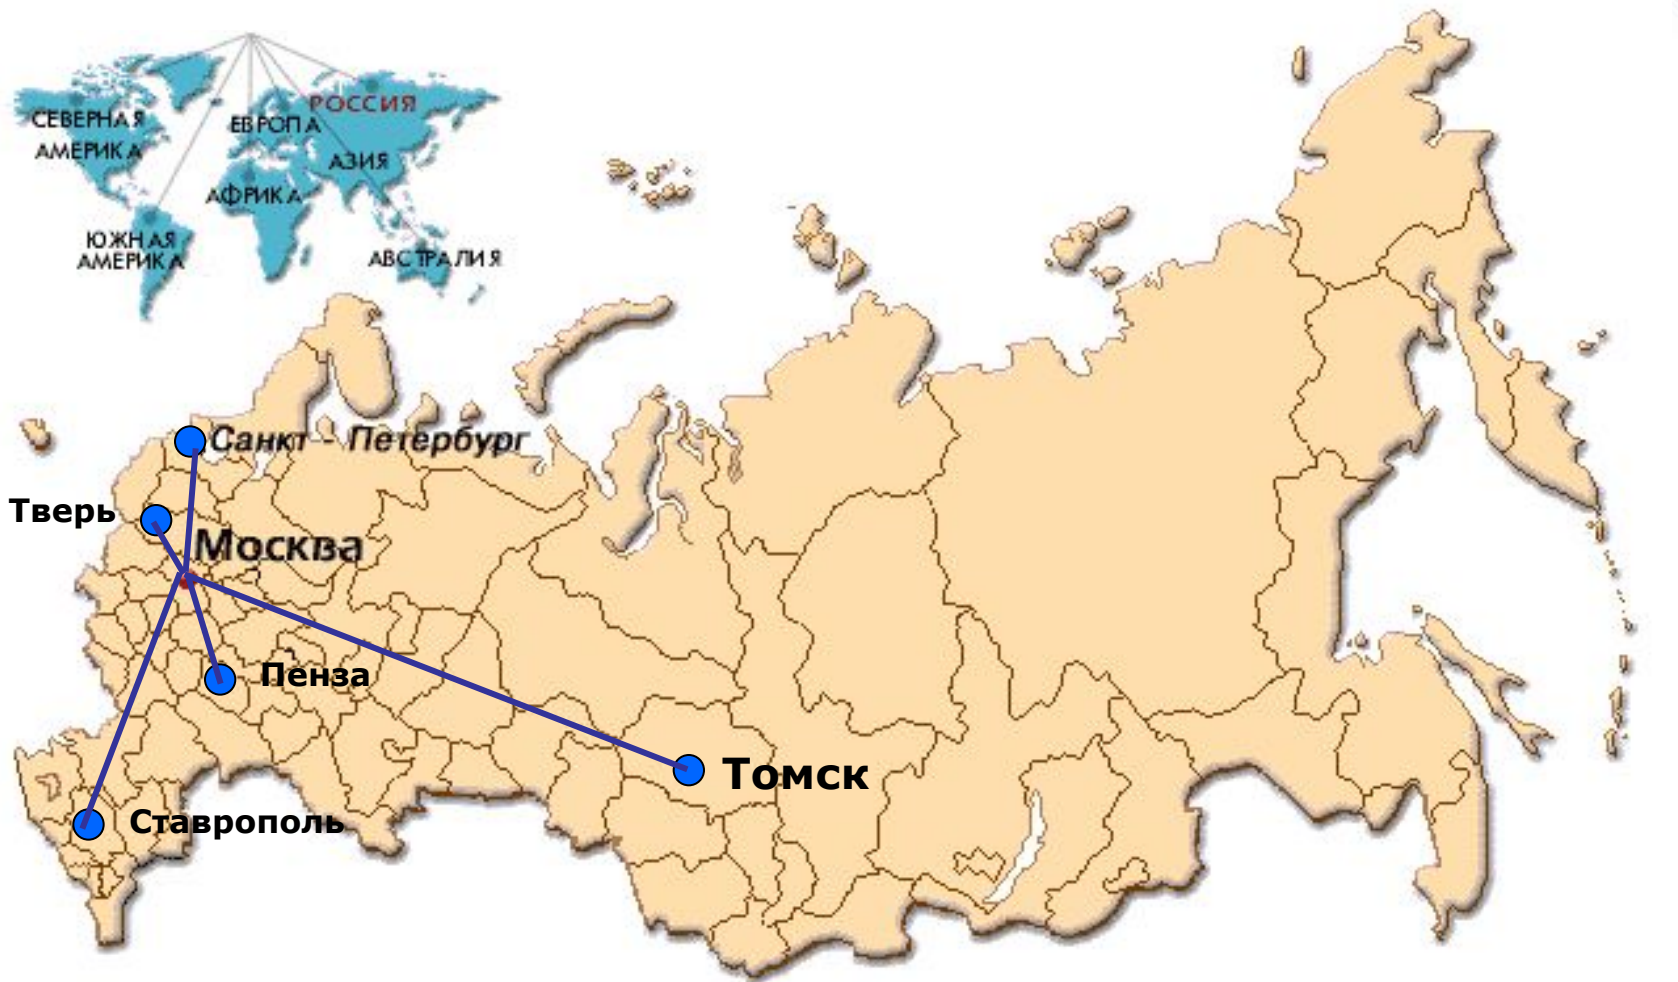 РОССИЯ
СЕВЕРНАЯ
АМЕРИКА
ЕВРОПА
АЗИЯ
АФРИКА
ЮЖНАЯ
АМЕРИКА
АВСТРАЛИЯ
Санкт - Петербург
Тверь
Москва
Пенза
Томск
Ставрополь